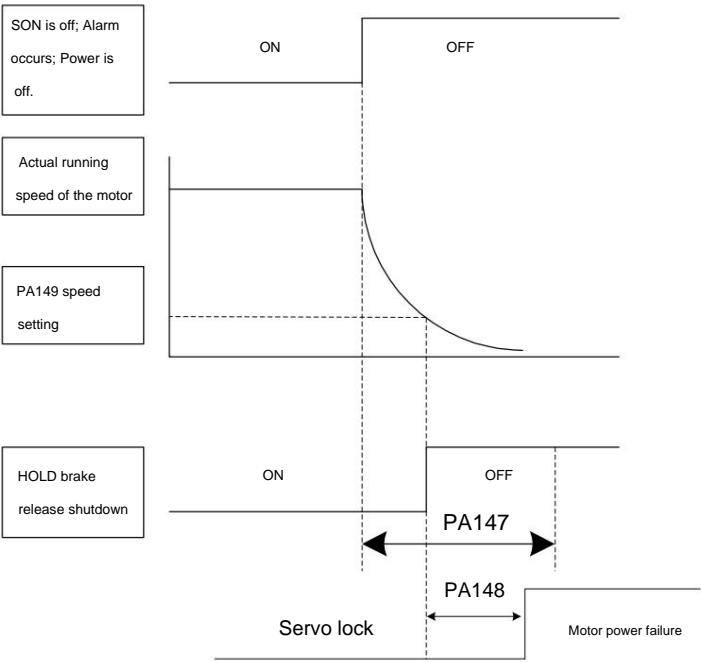 SON is off; Alarm
occurs; Power is
off.
ON
OFF
Actual running
speed of the motor
PA149 speed
setting
HOLD brake
release shutdown
ON
OFF
PA147
PA148
Servo lock
Motor power failure